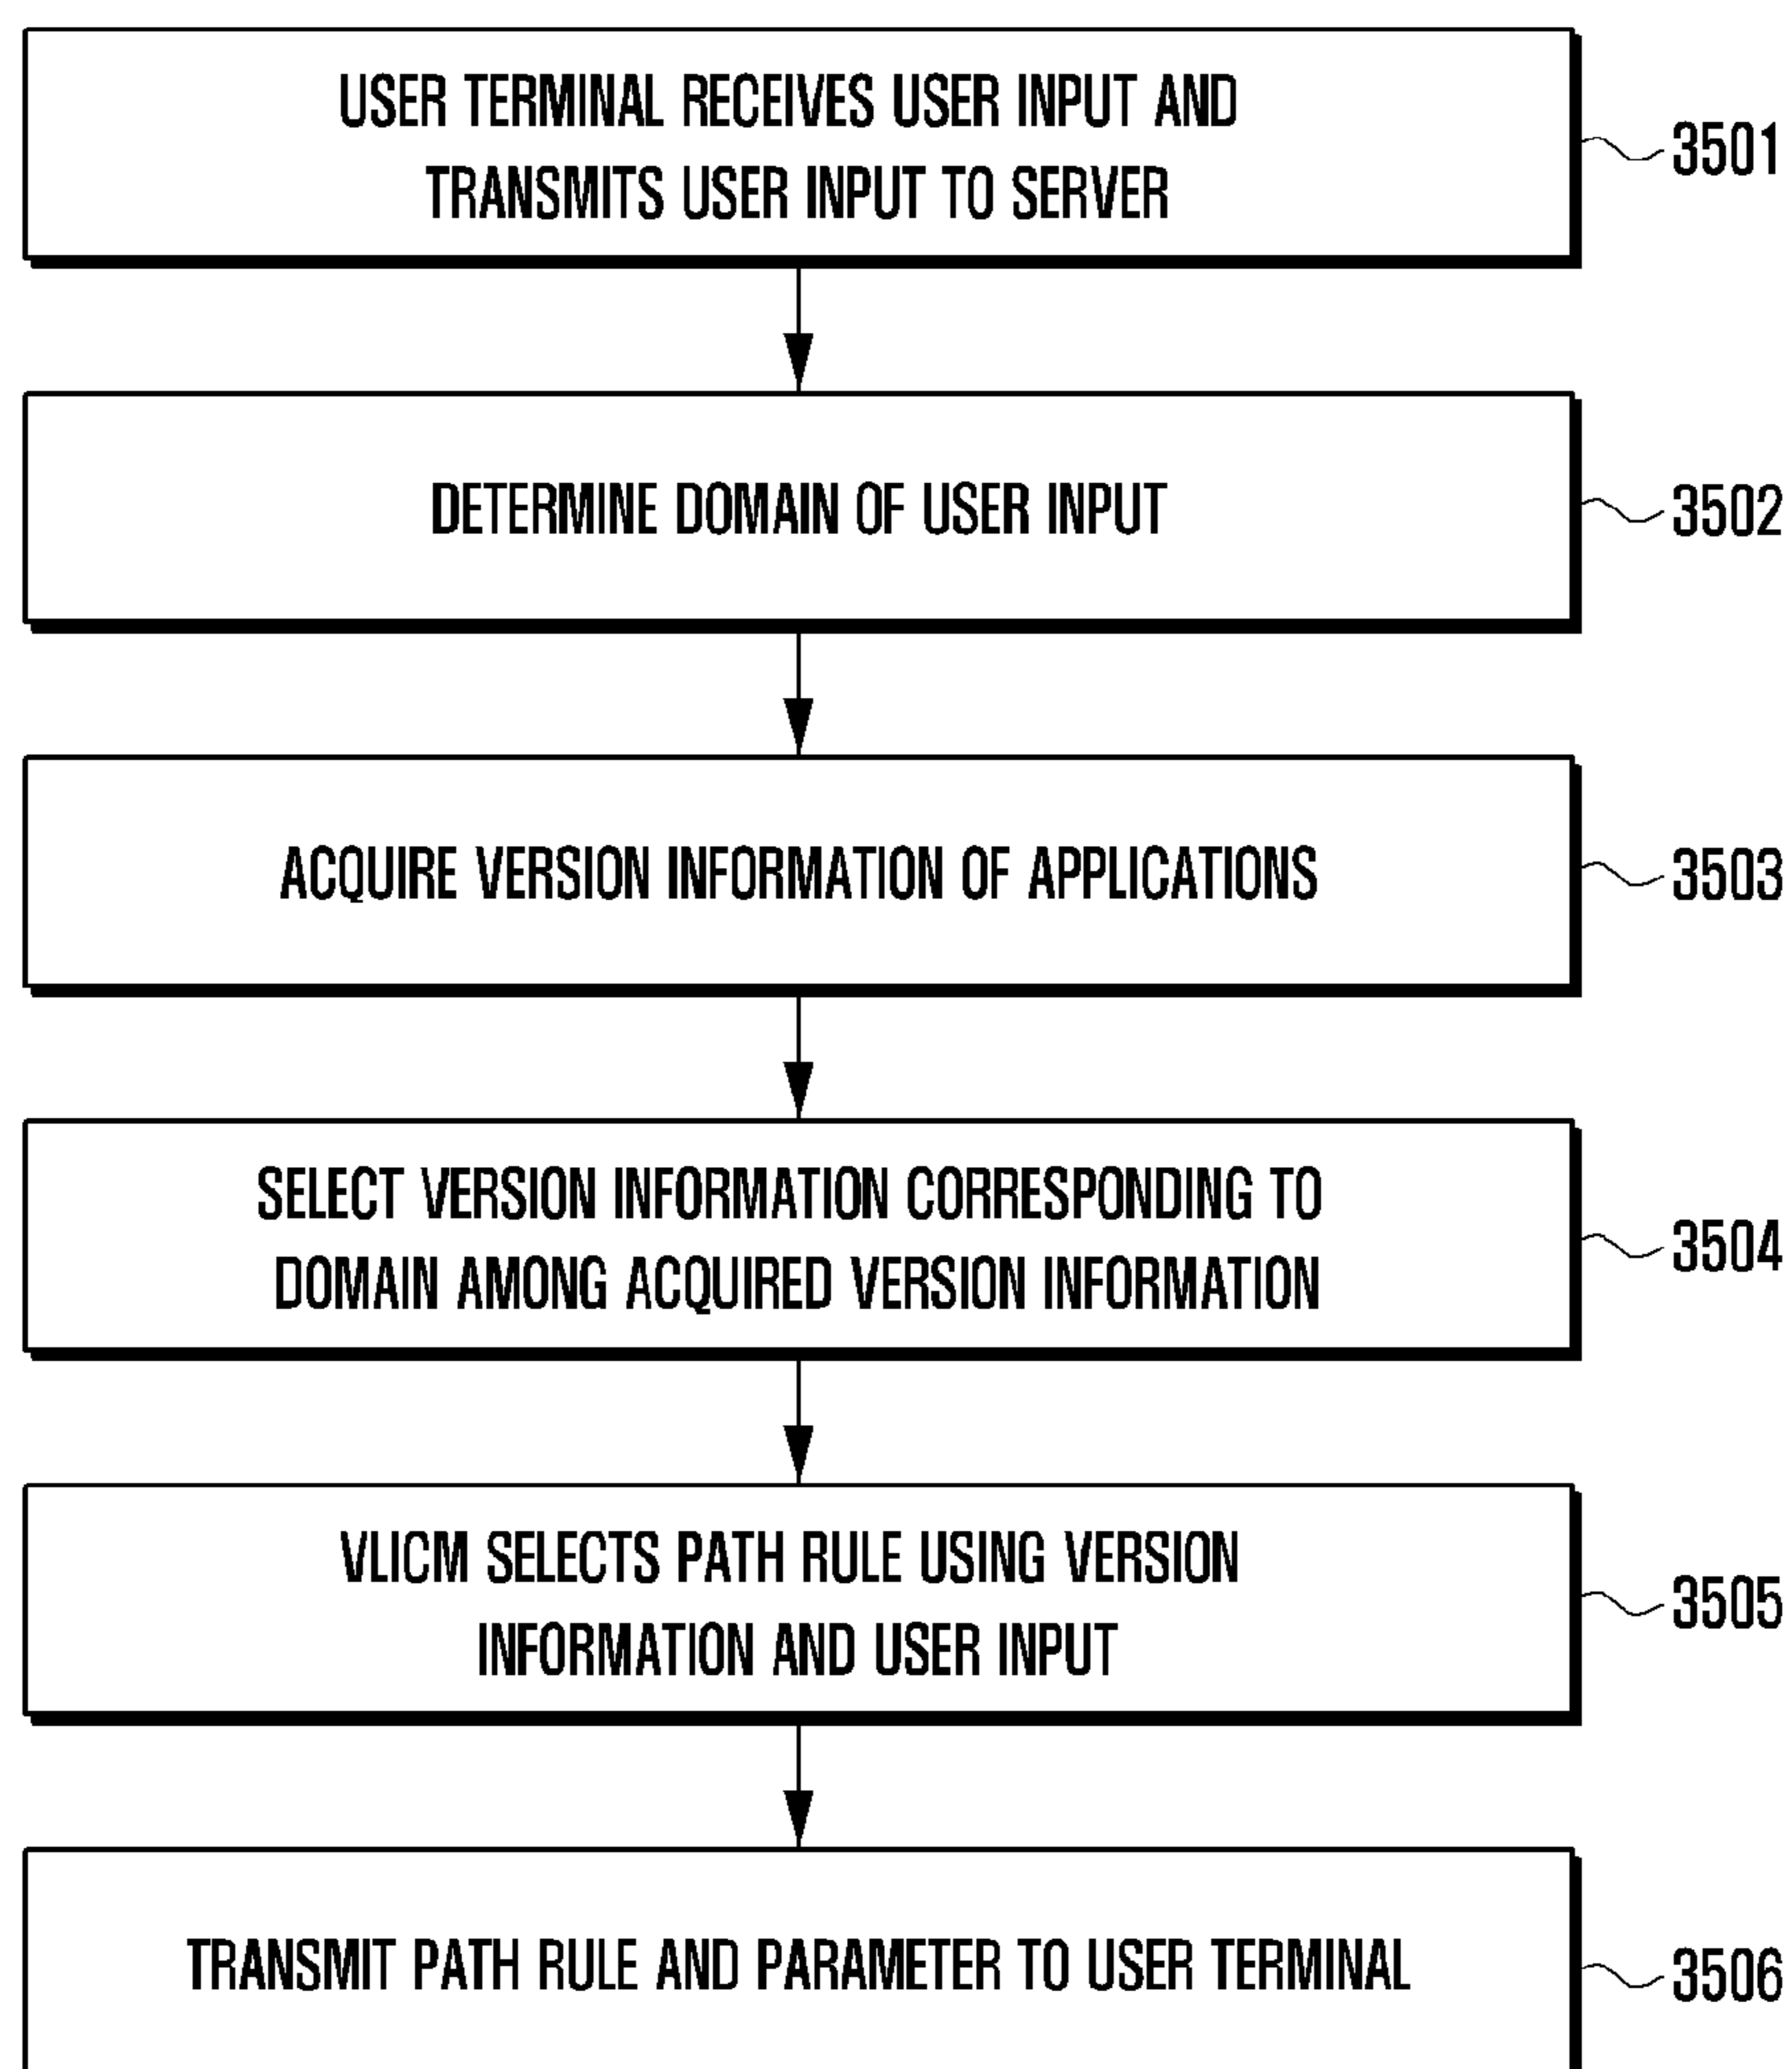 USER TERMINAL RECEIVES USER INPUT AND
TRANSMITS USER INPUT TO SERVER
3501
DETERMINE DOMAIN OF USER INPUT
3502
ACQUIRE VERSION INFORMATION OF APPLICATIONS
3503
SELECT VERSION INFORMATION CORRESPONDING TO
DOMAIN AMONG ACQUIRED VERSION INFORMATION
3504
VLICM SELECTS PATH RULE USING VERSION
INFORMATION AND USER INPUT
3505
TRANSMIT PATH RULE AND PARAMETER TO USER TERMINAL
3506